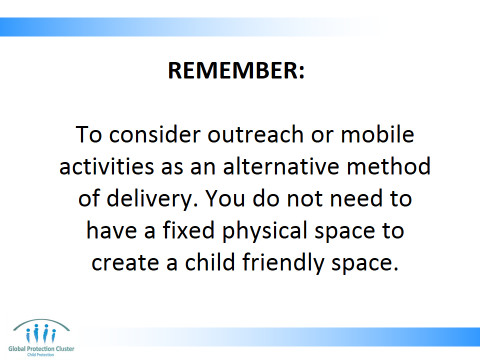 REMEMBER:
To consider outreach or mobile
activities as an alternative method
of delivery. You do not need to
have a fixed physical space to
create a child friendly space.
Global Protection Cluster
Child Protection